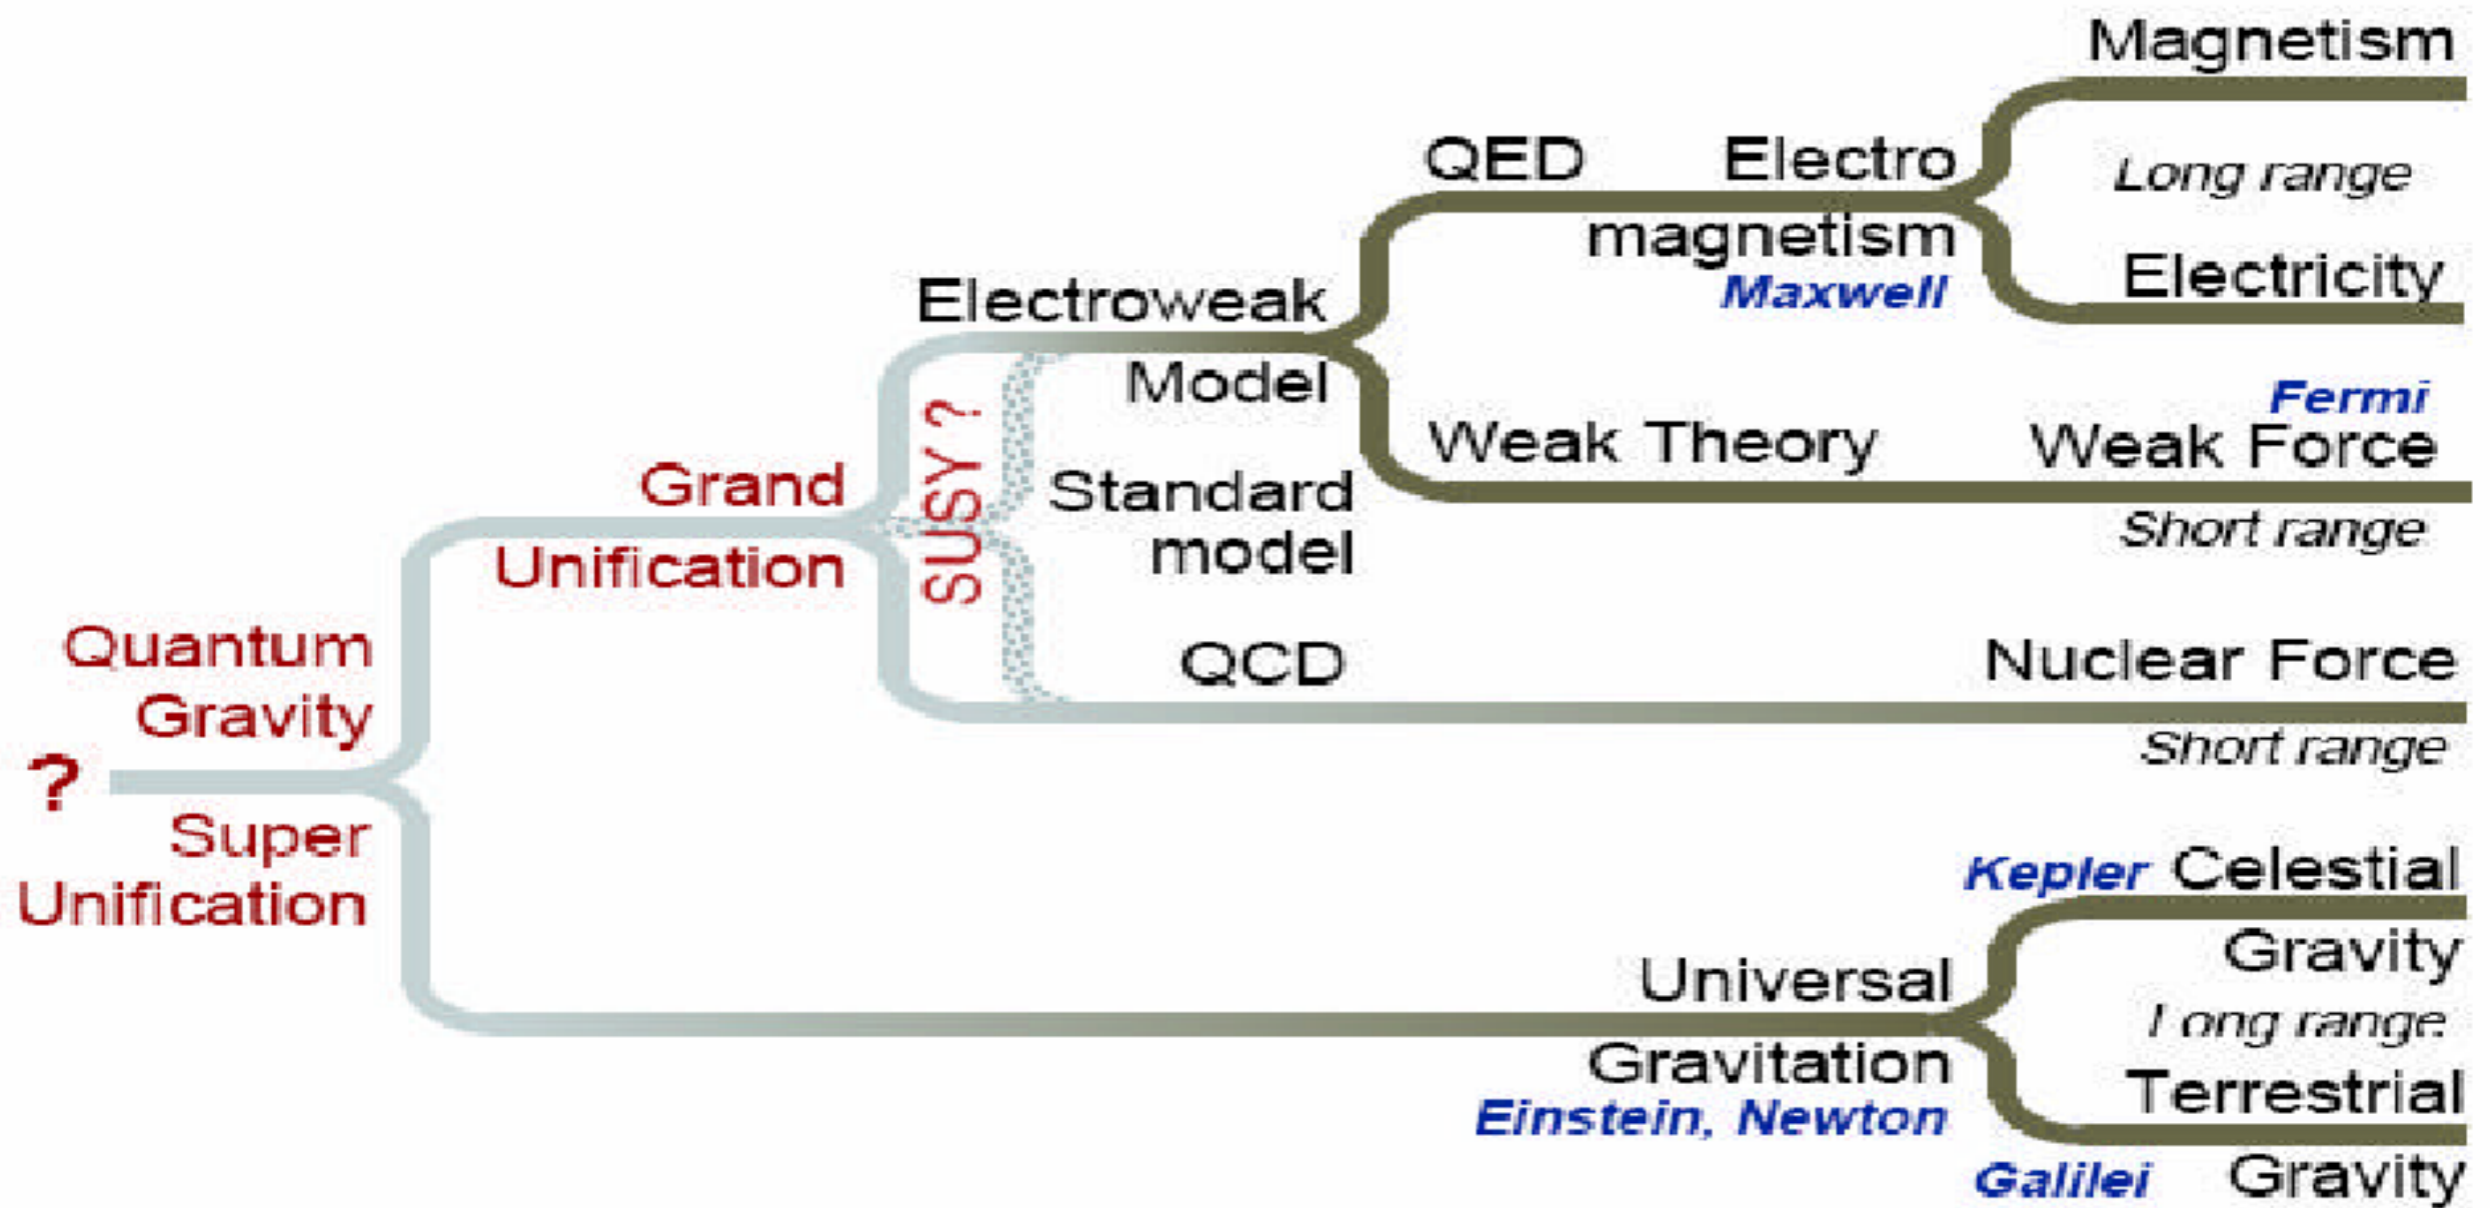 Magnetism
QED
Electro
Long range
magnetism
Maxwell
Electricity
Electroweak
Model
Fermi
Weak Theory
Weak Force
Short range
SUSY ?
Grand
Unification
Standard
model
QCD
Nuclear Force
Short range
Quantum
Gravity
?
Super
Unification
Kepler Celestial
Gravity
Long range
Universal
Gravitation
Einstein, Newton
Terrestrial
Galilei Gravity